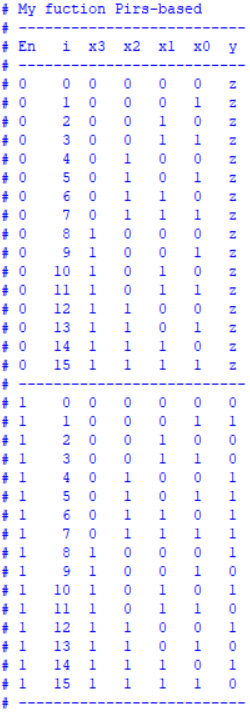 # My fuction Pirs-based
# --------------------------
# En   i  x3  x2  x1  x0  y
# --------------------------
# 0    0  0   0   0   0   z
# 0    1  0   0   0   1   z
# 0    2  0   0   1   0   z
# 0    3  0   0   1   1   z
# 0    4  0   1   0   0   z
# 0    5  0   1   0   1   z
# 0    6  0   1   1   0   z
# 0    7  0   1   1   1   z
# 0    8  1   0   0   0   z
# 0    9  1   0   0   1   z
# 0   10  1   0   1   0   z
# 0   11  1   0   1   1   z
# 0   12  1   1   0   0   z
# 0   13  1   1   0   1   z
# 0   14  1   1   1   0   z
# 0   15  1   1   1   1   z
# --------------------------
# 1    0  0   0   0   0   0
# 1    1  0   0   0   1   1
# 1    2  0   0   1   0   0
# 1    3  0   0   1   1   0
# 1    4  0   1   0   0   1
# 1    5  0   1   0   1   1
# 1    6  0   1   1   0   1
# 1    7  0   1   1   1   1
# 1    8  1   0   0   0   1
# 1    9  1   0   0   1   0
# 1   10  1   0   1   0   1
# 1   11  1   0   1   1   0
# 1   12  1   1   0   0   1
# 1   13  1   1   0   1   0
# 1   14  1   1   1   0   1
# 1   15  1   1   1   1   0
# --------------------------